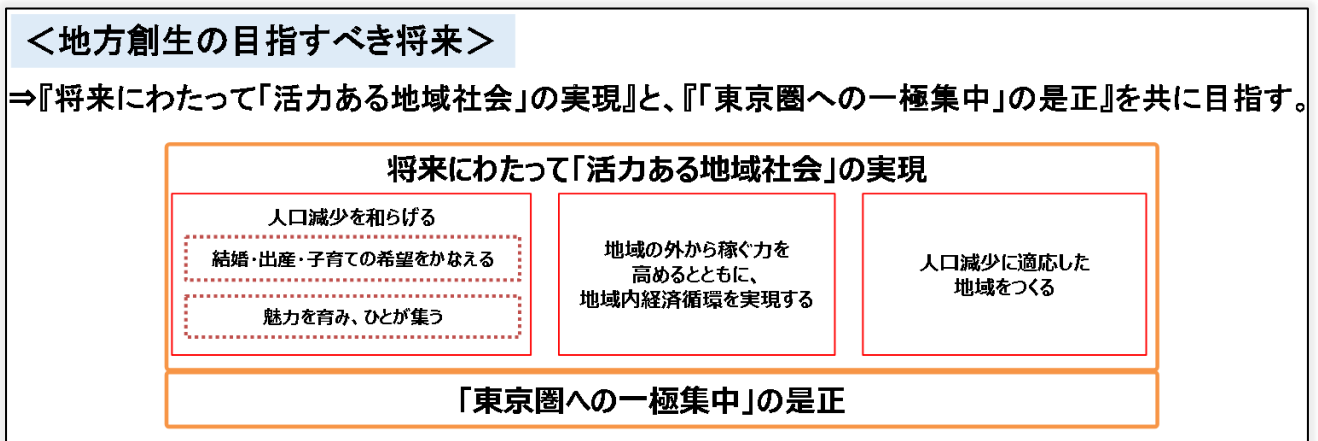 ＜地方創生の目指すべき将来＞
⇒『将来にわたって「活力ある地域社会」の実現』と、『「東京圏への一極集中」の是正』を共に目指す。
将来にわたって「活力ある地域社会」の実現
人口減少を和らげる
結婚・出産・子育ての希望をかなえる
魅力を育み、ひとが集う
地域の外から稼ぐ力を
高めるとともに、
地域内経済循環を実現する
人口減少に適応した
地域をつくる
「東京圏への一極集中」の是正